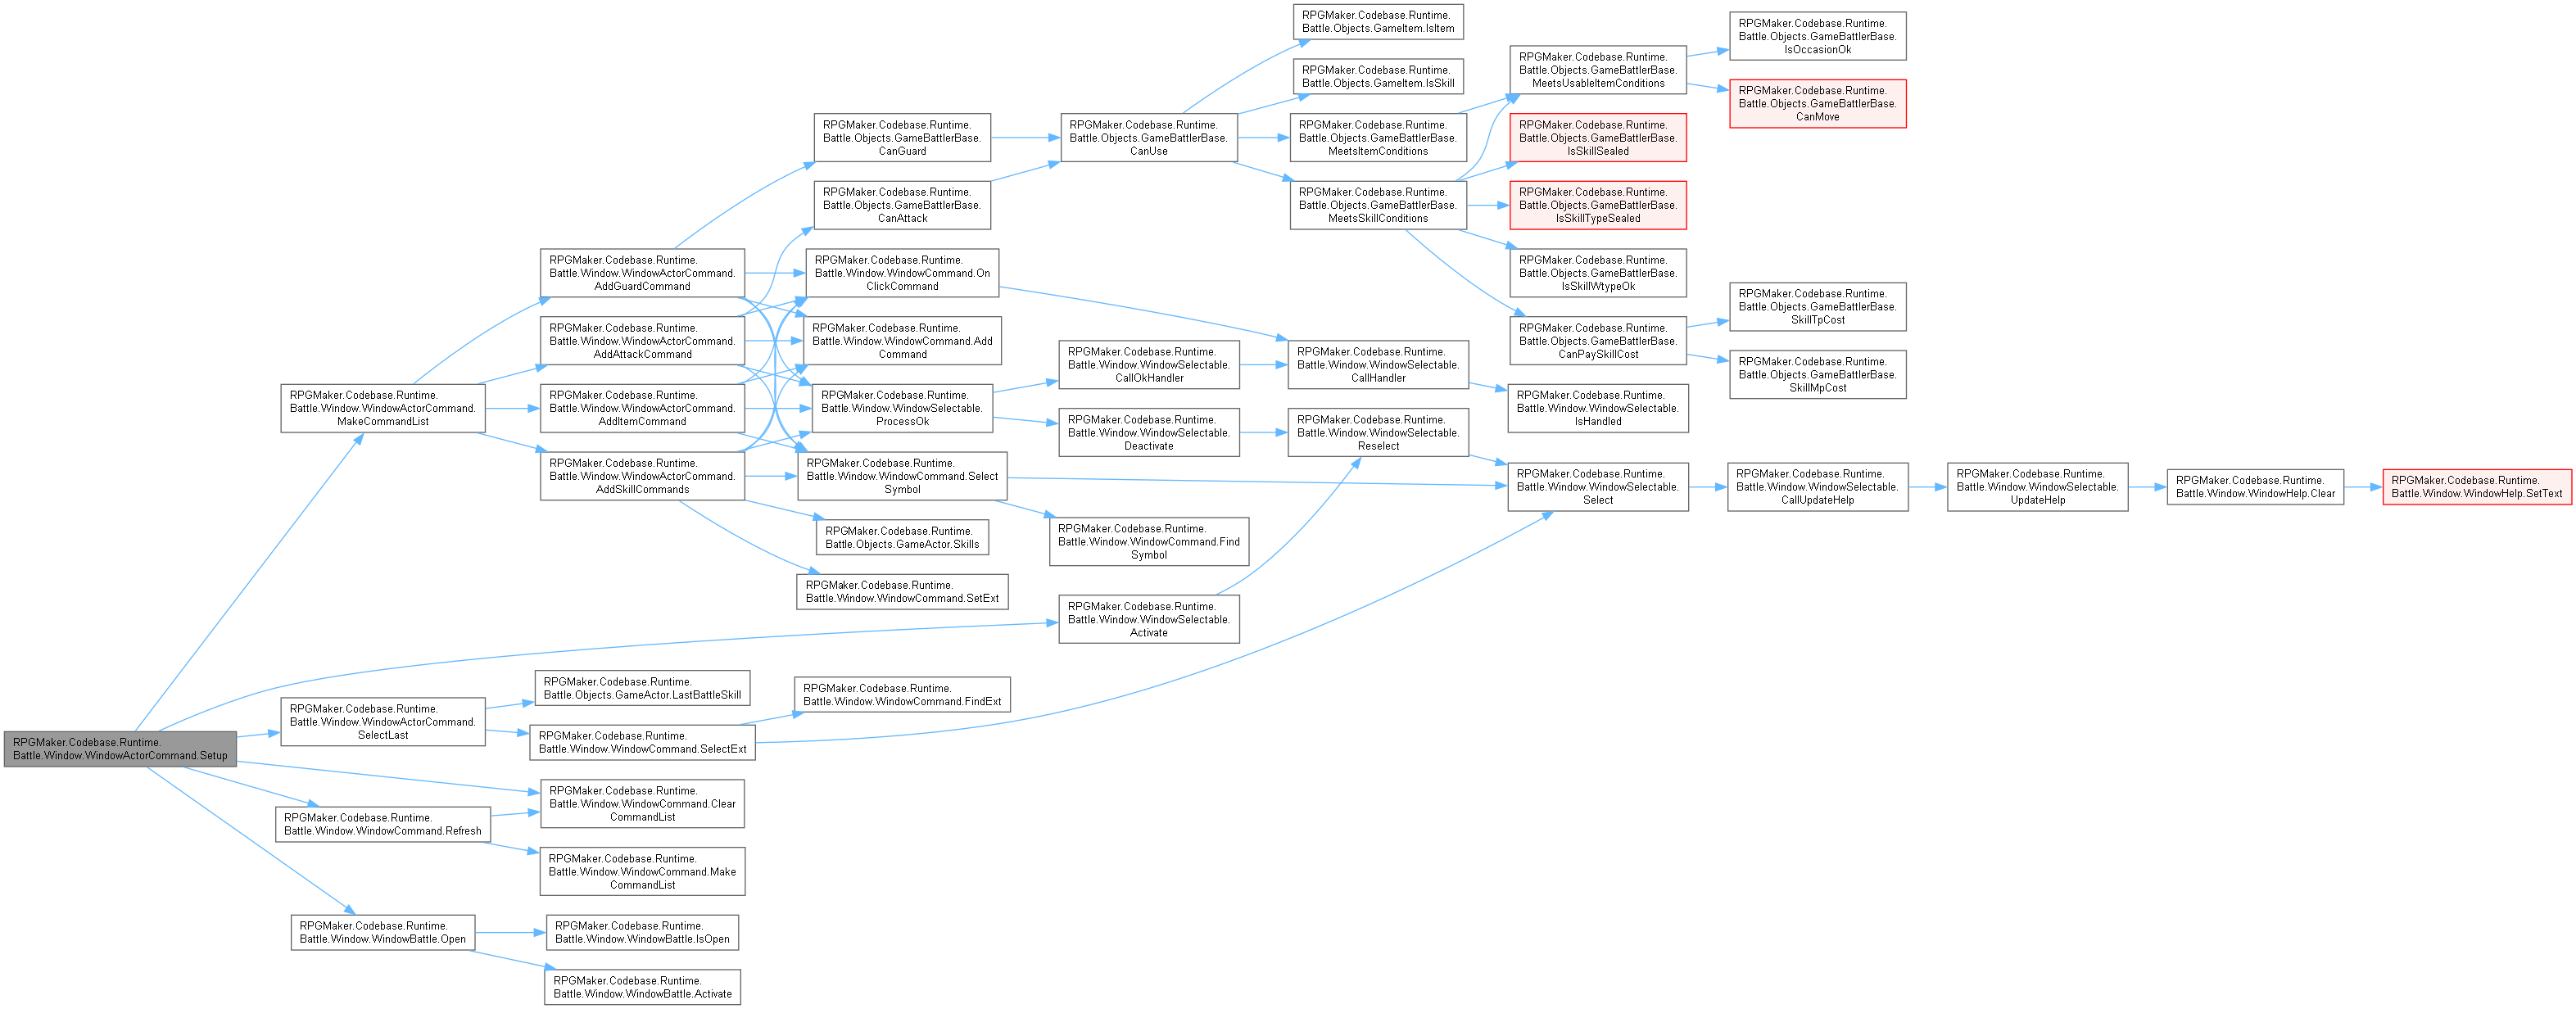 RPGMaker.Codebase.Runtime.
Battle.Window.WindowActorCommand.Setup
RPGMaker.Codebase.Runtime.
Battle.Window.WindowActorCommand.
MakeCommandList
RPGMaker.Codebase.Runtime.
Battle.Window.WindowActorCommand.
SelectLast
RPGMaker.Codebase.Runtime.
Battle.Window.WindowCommand.Refresh
RPGMaker.Codebase.Runtime.
Battle.Window.WindowBattle.Open
RPGMaker.Codebase.Runtime.
Battle.Window.WindowActorCommand.
AddGuardCommand
RPGMaker.Codebase.Runtime.
Battle.Window.WindowActorCommand.
AddAttackCommand
RPGMaker.Codebase.Runtime.
Battle.Window.WindowActorCommand.
AddItemCommand
RPGMaker.Codebase.Runtime.
Battle.Window.WindowActorCommand.
AddSkillCommands
RPGMaker.Codebase.Runtime.
Battle.Objects.GameActor.LastBattleSkill
RPGMaker.Codebase.Runtime.
Battle.Window.WindowCommand.SelectExt
RPGMaker.Codebase.Runtime.
Battle.Window.WindowCommand.Clear
CommandList
RPGMaker.Codebase.Runtime.
Battle.Window.WindowCommand.Make
CommandList
RPGMaker.Codebase.Runtime.
Battle.Window.WindowBattle.IsOpen
RPGMaker.Codebase.Runtime.
Battle.Window.WindowBattle.Activate
RPGMaker.Codebase.Runtime.
Battle.Objects.GameBattlerBase.
CanGuard
RPGMaker.Codebase.Runtime.
Battle.Objects.GameBattlerBase.
CanAttack
RPGMaker.Codebase.Runtime.
Battle.Window.WindowCommand.On
ClickCommand
RPGMaker.Codebase.Runtime.
Battle.Window.WindowCommand.Add
Command
RPGMaker.Codebase.Runtime.
Battle.Window.WindowSelectable.
ProcessOk
RPGMaker.Codebase.Runtime.
Battle.Window.WindowCommand.Select
Symbol
RPGMaker.Codebase.Runtime.
Battle.Objects.GameActor.Skills
RPGMaker.Codebase.Runtime.
Battle.Window.WindowCommand.SetExt
RPGMaker.Codebase.Runtime.
Battle.Window.WindowCommand.FindExt
RPGMaker.Codebase.Runtime.
Battle.Objects.GameBattlerBase.
CanUse
RPGMaker.Codebase.Runtime.
Battle.Window.WindowSelectable.
CallOkHandler
RPGMaker.Codebase.Runtime.
Battle.Window.WindowSelectable.
Deactivate
RPGMaker.Codebase.Runtime.
Battle.Window.WindowCommand.Find
Symbol
RPGMaker.Codebase.Runtime.
Battle.Window.WindowSelectable.
Activate
RPGMaker.Codebase.Runtime.
Battle.Objects.GameItem.IsItem
RPGMaker.Codebase.Runtime.
Battle.Objects.GameItem.IsSkill
RPGMaker.Codebase.Runtime.
Battle.Objects.GameBattlerBase.
MeetsItemConditions
RPGMaker.Codebase.Runtime.
Battle.Objects.GameBattlerBase.
MeetsSkillConditions
RPGMaker.Codebase.Runtime.
Battle.Window.WindowSelectable.
CallHandler
RPGMaker.Codebase.Runtime.
Battle.Window.WindowSelectable.
Reselect
RPGMaker.Codebase.Runtime.
Battle.Objects.GameBattlerBase.
MeetsUsableItemConditions
RPGMaker.Codebase.Runtime.
Battle.Objects.GameBattlerBase.
IsSkillSealed
RPGMaker.Codebase.Runtime.
Battle.Objects.GameBattlerBase.
IsSkillTypeSealed
RPGMaker.Codebase.Runtime.
Battle.Objects.GameBattlerBase.
IsSkillWtypeOk
RPGMaker.Codebase.Runtime.
Battle.Objects.GameBattlerBase.
CanPaySkillCost
RPGMaker.Codebase.Runtime.
Battle.Window.WindowSelectable.
IsHandled
RPGMaker.Codebase.Runtime.
Battle.Window.WindowSelectable.
Select
RPGMaker.Codebase.Runtime.
Battle.Objects.GameBattlerBase.
IsOccasionOk
RPGMaker.Codebase.Runtime.
Battle.Objects.GameBattlerBase.
CanMove
RPGMaker.Codebase.Runtime.
Battle.Objects.GameBattlerBase.
SkillTpCost
RPGMaker.Codebase.Runtime.
Battle.Objects.GameBattlerBase.
SkillMpCost
RPGMaker.Codebase.Runtime.
Battle.Window.WindowSelectable.
CallUpdateHelp
RPGMaker.Codebase.Runtime.
Battle.Window.WindowSelectable.
UpdateHelp
RPGMaker.Codebase.Runtime.
Battle.Window.WindowHelp.Clear
RPGMaker.Codebase.Runtime.
Battle.Window.WindowHelp.SetText